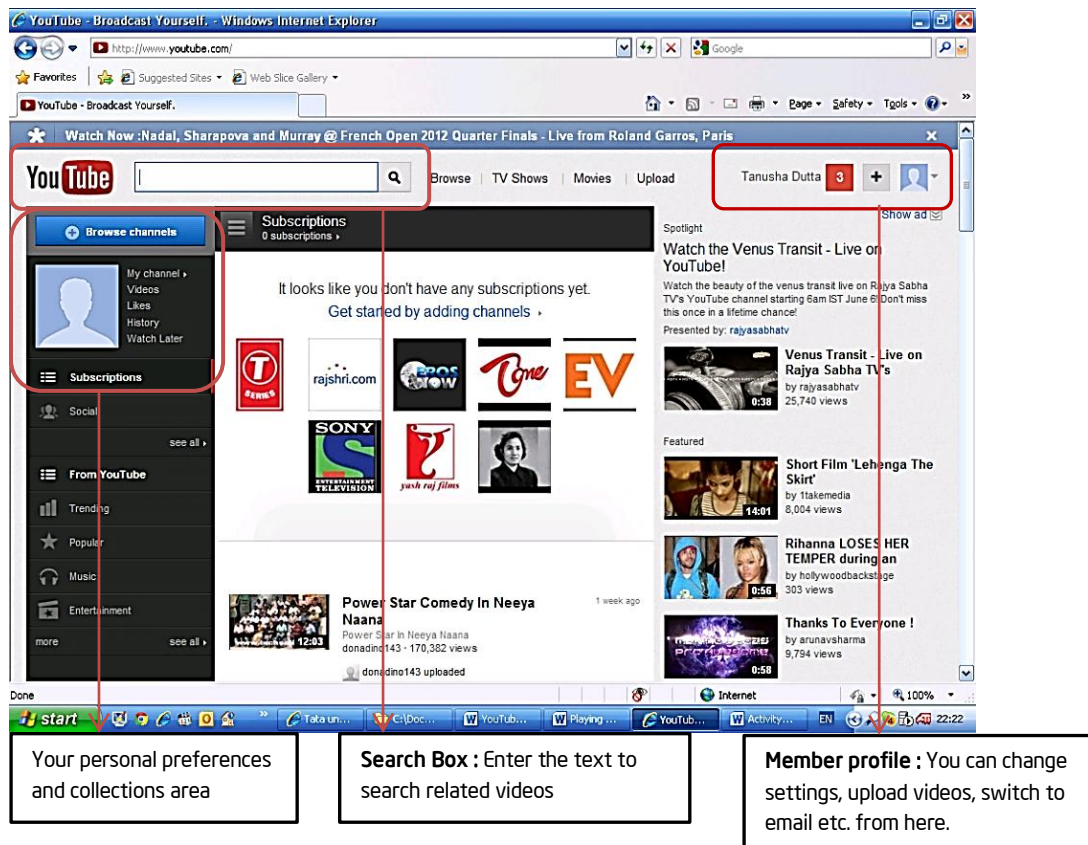 YouTube - Broadcast Yourself. - Windows Internet Explorer
http://www.youtube.com/
Google
Favorites
Suggested Sites
Web Slice Gallery
YouTube - Broadcast Yourself.
Page
Safety
Tools
Watch Now :Nadal, Sharapova and Murray @ French Open 2012 Quarter Finals - Live from Roland Garros, Paris
x
YouTube
Browse | TV Shows | Movies | Upload
Tanusha Dutta 3 +
Browse channels
My channel
Videos
Likes
History
Watch Later
Subscriptions
Social
see all
From YouTube
Trending
Popular
Music
Entertainment
more
see all
Subscriptions
0 subscriptions
It looks like you don't have any subscriptions yet.
Get started by adding channels
T
SERIES
rajshri.com
EROS NOW
Tone
EV
SONY
ENTERTAINMENT
TELEVISION
yash raj films
Power Star Comedy In Neeya
Naana
1 week ago
Power Star In Neeya Naana
donadino143 - 170,382 views
12:03
donadino143 uploaded
Show ad
Spotlight
Watch the Venus Transit - Live on
YouTube!
Watch the beauty of the venus transit live on Rajya Sabha
TV's YouTube channel starting 6am IST June 6! Don't miss
this once in a lifetime chance!
Presented by: rajyasabhatv
Venus Transit - Live on
Rajya Sabha TV's
by rajyasabhatv
25,740 views
0:38
Featured
Short Film 'Lehenga The
Skirt'
by 1takemedia
8,004 views
14:01
Rihanna LOSES HER
TEMPER during an
by hollywoodbackstage
303 views
0:56
Thanks To Everyone !
by arunavsharma
9,794 views
0:58
Done
Internet
100%
start
Tata un...
C:\Doc...
YouTub...
Playing ...
YouTub...
Activity...
EN
22:22
Your personal preferences
and collections area
Search Box : Enter the text to
search related videos
Member profile : You can change
settings, upload videos, switch to
email etc. from here.